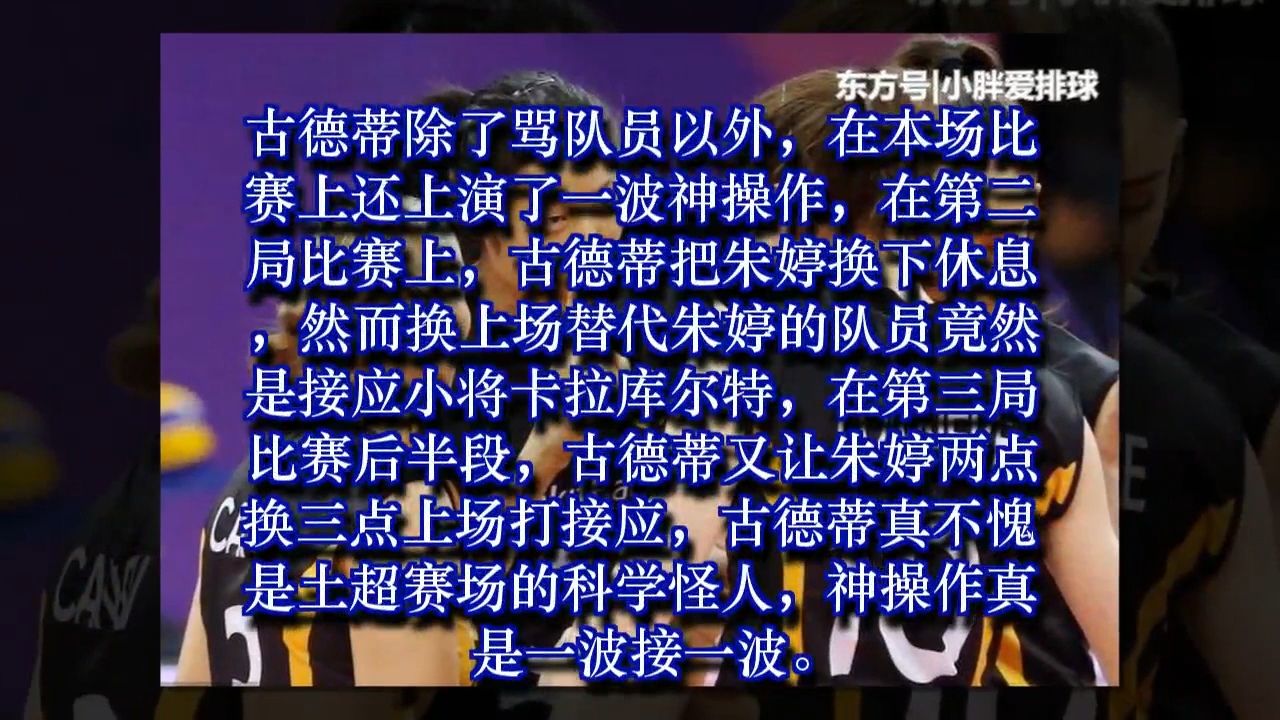 东方号|小胖爱排球
古德蒂除了骂队员以外，在本场比
赛上还上演了一波神操作，在第二
局比赛上，古德蒂把朱婷换下休息
，然而换上场替代朱婷的队员竟然
是接应小将卡拉库尔特，在第三局
比赛后半段，古德蒂又让朱婷两点
换三点上场打接应，古德蒂真不愧
是土超赛场的科学怪人，神操作真
是一波接一波。